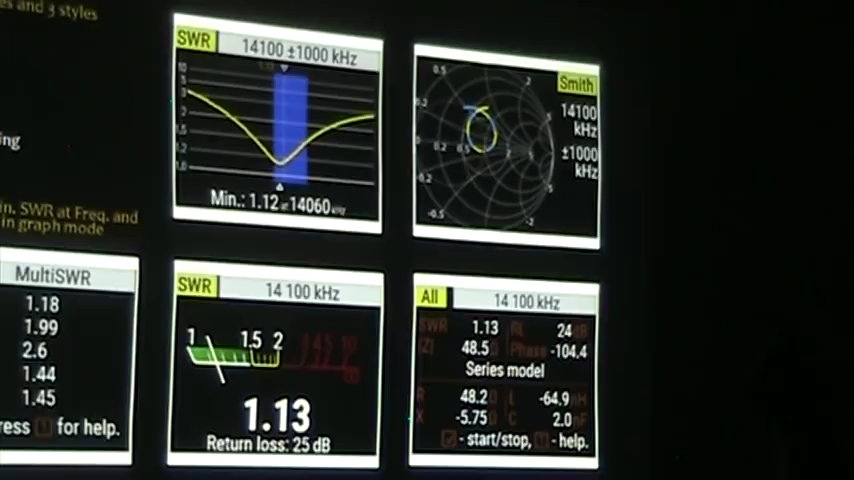 es and 3 styles
ing
in. SWR at Freq. and
in graph mode
SWR 14100 ±1000 kHz
Min.: 1.12 at 14060 kHz
Smith
14100
kHz
±1000
kHz
0.5
2
0.2
0.2 0.5 2 5
-0.2
-0.5
-2
MultiSWR
1.18
1.99
2.6
1.44
1.45
ress 1 for help.
SWR 14 100 kHz
1 1.5 2
1.13
Return loss: 25 dB
All 14 100 kHz
SWR 1.13 RL 24 dB
|Z| 48.5 Phase -104.4
Series model
R 48.2 L -64.9 nH
X -5.75 C 2.0 nF
- start/stop, - help.